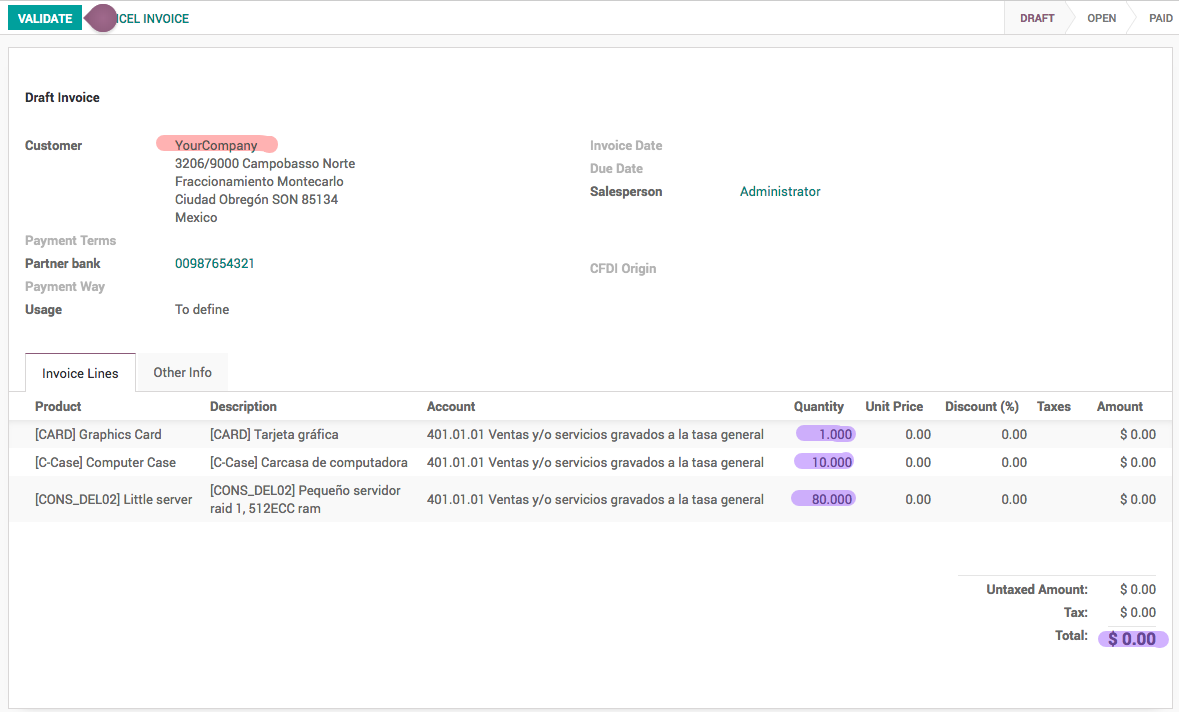 VALIDATE CEL INVOICE DRAFT OPEN PAID
Draft Invoice
Customer YourCompany Invoice Date
3206/9000 Campobasso Norte Due Date
Fraccionamiento Montecarlo Salesperson Administrator
Ciudad Obregón SON 85134
Mexico
Payment Terms
Partner bank 00987654321 CFDI Origin
Payment Way
Usage To define
Invoice Lines Other Info
Product Description Account Quantity Unit Price Discount (%) Taxes Amount
[CARD] Graphics Card [CARD] Tarjeta gráfica 401.01.01 Ventas y/o servicios gravados a la tasa general 1.000 0.00 0.00 $ 0.00
[C-Case] Computer Case [C-Case] Carcasa de computadora 401.01.01 Ventas y/o servicios gravados a la tasa general 10.000 0.00 0.00 $ 0.00
[CONS_DEL02] Little server [CONS_DEL02] Pequeño servidor 401.01.01 Ventas y/o servicios gravados a la tasa general 80.000 0.00 0.00 $ 0.00
raid 1, 512ECC ram
Untaxed Amount: $ 0.00
Tax: $ 0.00
Total: $ 0.00